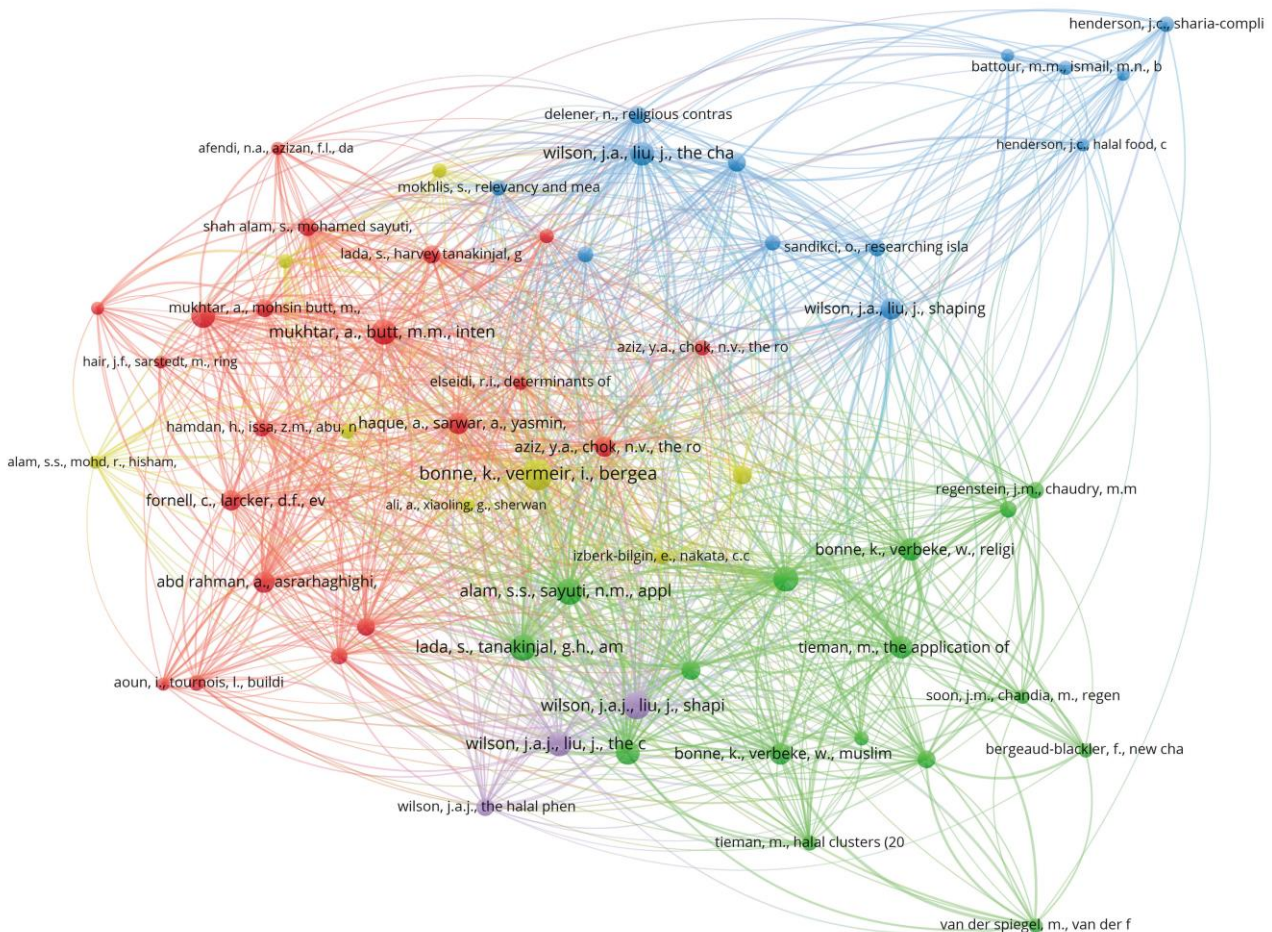 henderson, j.c., sharia-compli
battour, m.m., ismail, m.n., b
delener, n., religious contras
afendi, n.a., azizan, f.l., da
wilson, j.a., liu, j., the cha
henderson, j.c., halal food, c
mokhlis, s., relevancy and mea
shah alam, s., mohamed sayuti,
lada, s., harvey tanakinjal, g
sandikci, o., researching isla
mukhtar, a., mohsin butt, m.,
wilson, j.a., liu, j., shaping
mukhtar, a., butt, m.m., inten
aziz, y.a., chok, n.v., the ro
hair, j.f., sarstedt, m., ring
elseidi, r.i., determinants of
hamdan, h., issa, z.m., abu, n
haque, a., sarwar, a., yasmin,
aziz, y.a., chok, n.v., the ro
alam, s.s., mohd, r., hisham,
bonne, k., vermeir, i., bergea
regenstein, j.m., chaudry, m.m
fornell, c., larcker, d.f., ev
ali, a., xiaoling, g., sherwan
bonne, k., verbeke, w., religi
izberk-bilgin, e., nakata, c.c
abd rahman, a., asrarhaghighi,
alam, s.s., sayuti, n.m., appl
lada, s., tanakinjal, g.h., am
tieman, m., the application of
aoun, i., tournois, l., buildi
soon, j.m., chandia, m., regen
wilson, j.a.j., liu, j., shapi
wilson, j.a.j., liu, j., the c
bonne, k., verbeke, w., muslim
bergeaud-blackler, f., new cha
wilson, j.a.j., the halal phen
tieman, m., halal clusters (20
van der spiegel, m., van der f